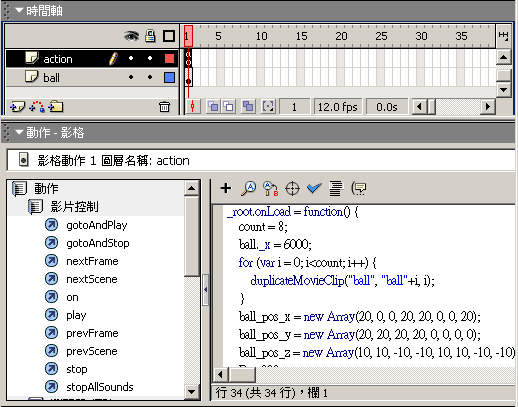 時間軸
1 5 10 15 20 25 30 35
action
ball
1 12.0 fps 0.0s
動作 - 影格
影格動作 1 圖層名稱: action
動作
影片控制
gotoAndPlay
gotoAndStop
nextFrame
nextScene
on
play
prevFrame
prevScene
stop
stopAllSounds
_root.onLoad = function() {
count = 8;
ball._x = 6000;
for (var i = 0; i<count; i++) {
duplicateMovieClip("ball", "ball"+i, i);
}
ball_pos_x = new Array(20, 0, 0, 20, 20, 0, 0, 20);
ball_pos_y = new Array(20, 20, 20, 20, 0, 0, 0, 0);
ball_pos_z = new Array(10, 10, -10, -10, 10, 10, -10, -10)
行 34 (共 34 行)，欄 1